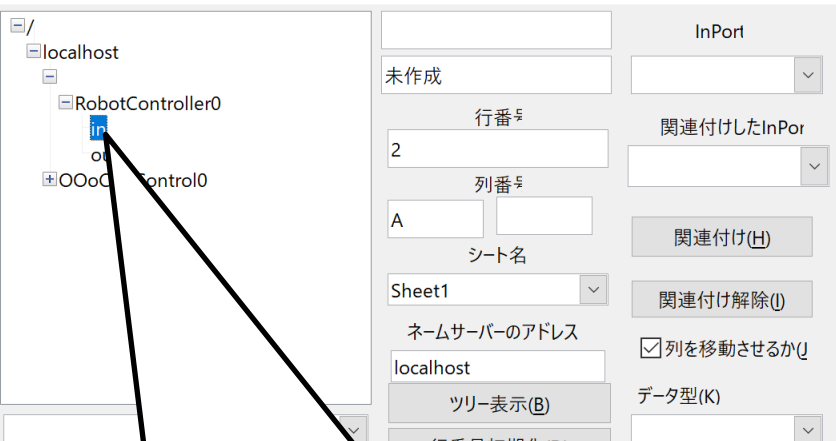 /
localhost
RobotController0
in
OOo
ontrol0
未作成
行番号
2
列番号
A
シート名
Sheet1
ネームサーバーのアドレス
localhost
ツリー表示(B)
InPort
関連付けしたInPor
関連付け(H)
関連付け解除(I)
列を移動させるか(J
データ型(K)